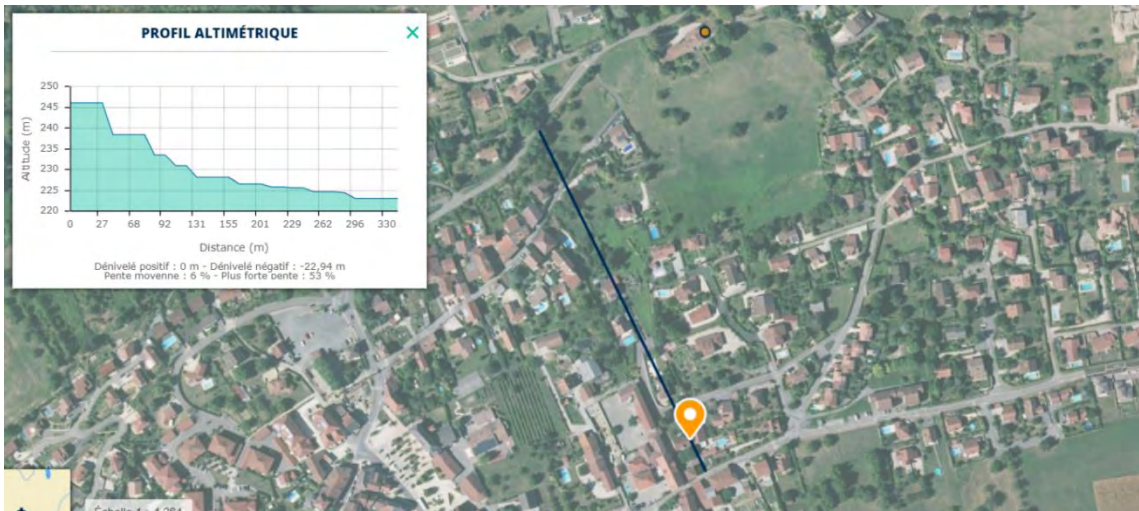 PROFIL ALTIMÉTRIQUE
250
245
240
235
230
225
220
Altitude (m)
0 27 68 92 131 155 201 229 262 296 330
Distance (m)
Dénivelé positif : 0 m - Dénivelé négatif : -22,94 m
Pente moyenne : 6 % - Plus forte pente : 53 %